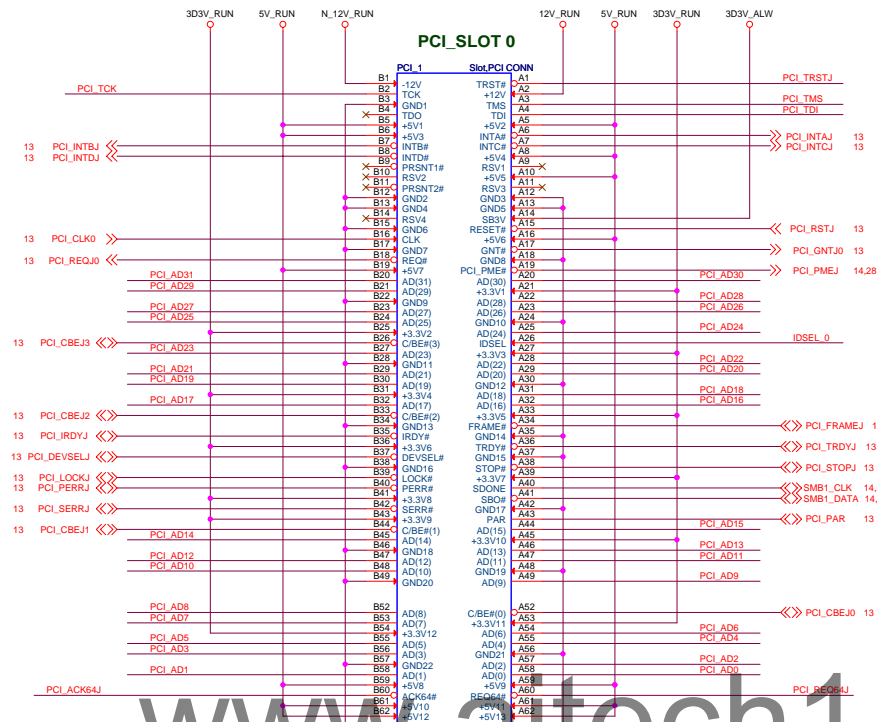 3D3V_RUN 5V_RUN N_12V_RUN 12V_RUN 5V_RUN 3D3V_RUN 3D3V_ALW
PCI_SLOT 0
PCI_1 Slot,PCI CONN
B1 -12V TRST# A1 PCI_TRSTJ
PCI_TCK B2 TCK +12V A2
B3 GND1 TMS A3 PCI_TMS
B4 TDO TDI A4 PCI_TDI
B5 +5V1 +5V2 A5
B6 +5V3 INTA# A6 PCI_INTAJ 13
13 PCI_INTBJ B7 INTB# INTC# A7 PCI_INTCJ 13
13 PCI_INTDJ B8 INTD# +5V4 A8
B9 PRSNT1# RSV1 A9
B10 RSV2 +5V5 A10
B11 PRSNT2# RSV3 A11
B12 GND2 GND3 A12
B13 GND4 GND5 A13
B14 RSV4 SB3V A14
B15 GND6 RESET# A15 PCI_RSTJ 13
13 PCI_CLK0 B16 CLK +5V6 A16
B17 GND7 GNT# A17 PCI_GNTJ0 13
13 PCI_REQJ0 B18 REQ# GND8 A18
B19 +5V7 PCI_PME# A19 PCI_PMEJ 14,28
PCI_AD31 B20 AD(31) AD(30) A20 PCI_AD30
PCI_AD29 B21 AD(29) +3.3V1 A21
B22 GND9 AD(28) A22 PCI_AD28
PCI_AD27 B23 AD(27) AD(26) A23 PCI_AD26
PCI_AD25 B24 AD(25) GND10 A24
B25 +3.3V2 AD(24) A25 PCI_AD24
13 PCI_CBEJ3 B26 C/BE#(3) IDSEL A26 IDSEL_0
PCI_AD23 B27 AD(23) +3.3V3 A27
B28 GND11 AD(22) A28 PCI_AD22
PCI_AD21 B29 AD(21) AD(20) A29 PCI_AD20
PCI_AD19 B30 AD(19) GND12 A30
B31 +3.3V4 AD(18) A31 PCI_AD18
PCI_AD17 B32 AD(17) AD(16) A32 PCI_AD16
13 PCI_CBEJ2 B33 C/BE#(2) +3.3V5 A33
B34 GND13 FRAME# A34 PCI_FRAMEJ 1
13 PCI_IRDYJ B35 IRDY# GND14 A35
B36 +3.3V6 TRDY# A36 PCI_TRDYJ 13
13 PCI_DEVSELJ B37 DEVSEL# GND15 A37
B38 GND16 STOP# A38 PCI_STOPJ 13
13 PCI_LOCKJ B39 LOCK# +3.3V7 A39
13 PCI_PERRJ B40 PERR# SDONE A40 SMB1_CLK 14,
B41 +3.3V8 SBO# A41 SMB1_DATA 14,
13 PCI_SERRJ B42 SERR# GND17 A42
B43 +3.3V9 PAR A43 PCI_PAR 13
13 PCI_CBEJ1 B44 C/BE#(1) AD(15) A44 PCI_AD15
PCI_AD14 B45 AD(14) +3.3V10 A45
B46 GND18 AD(13) A46 PCI_AD13
PCI_AD12 B47 AD(12) AD(11) A47 PCI_AD11
PCI_AD10 B48 AD(10) GND19 A48
B49 GND20 AD(9) A49 PCI_AD9
PCI_AD8 B52 AD(8) C/BE#(0) A52 PCI_CBEJ0 13
PCI_AD7 B53 AD(7) +3.3V11 A53
B54 +3.3V12 AD(6) A54 PCI_AD6
PCI_AD5 B55 AD(5) AD(4) A55 PCI_AD4
PCI_AD3 B56 AD(3) GND21 A56
B57 GND22 AD(2) A57 PCI_AD2
PCI_AD1 B58 AD(1) AD(0) A58 PCI_AD0
B59 +5V8 +5V9 A59
PCI_ACK64J B60 ACK64# REQ64# A60 PCI_REQ64J
B61 +5V10 +5V11 A61
B62 +5V12 +5V13 A62